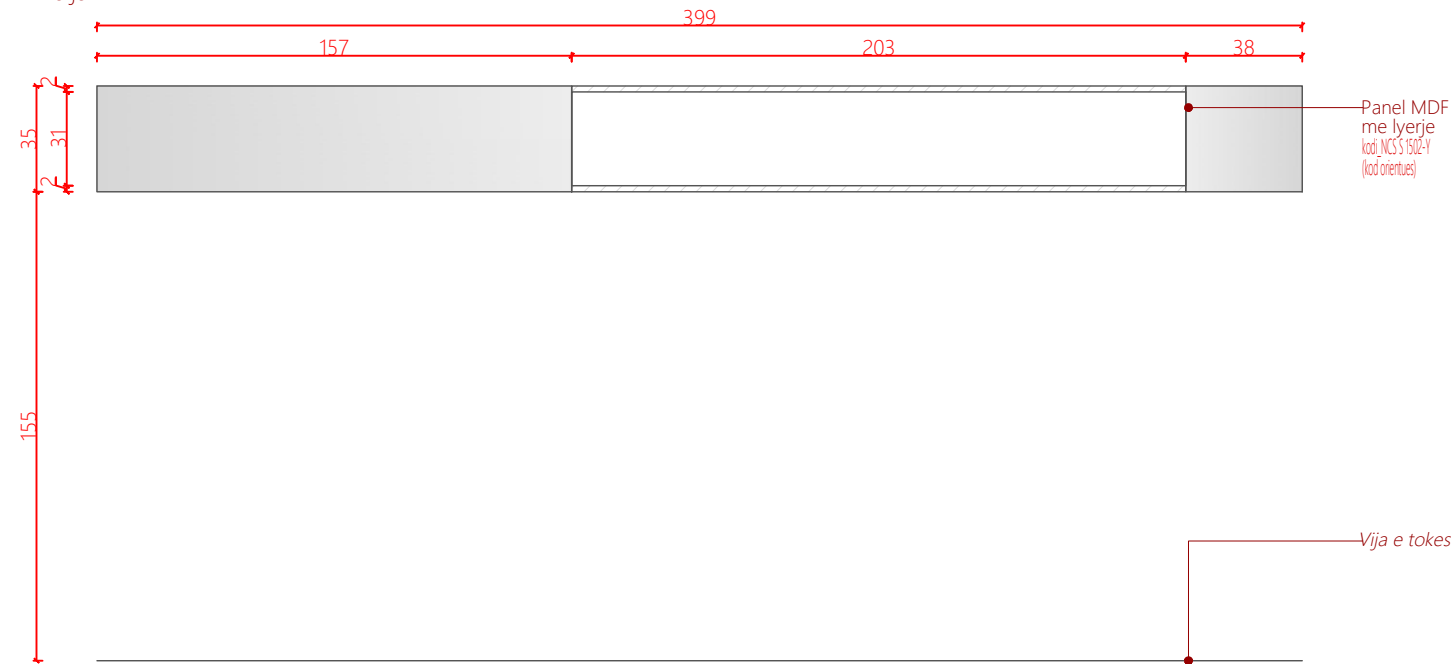 399
157 203 38
2
35
31
2
Panel MDF
me lyerje
kodi_NCS S 1502-Y
(kod orientues)
155
Vija e tokes